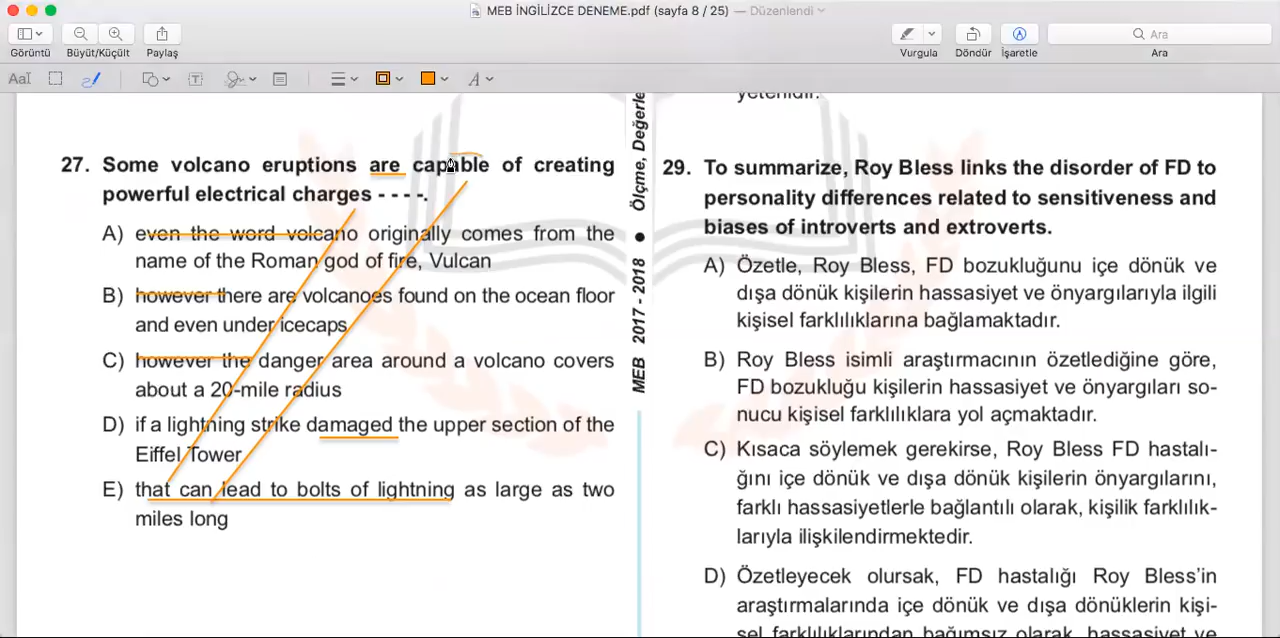 MEB İNGİLİZCE DENEME.pdf (sayfa 8 / 25) — Düzenlendi
Görüntü
Büyüt/Küçült
Paylaş
Vurgula
Döndür
İşaretle
Ara
Ara
27. Some volcano eruptions are capable of creating
powerful electrical charges - - - -.
A) even the word volcano originally comes from the
name of the Roman god of fire, Vulcan
B) however there are volcanoes found on the ocean floor
and even under icecaps
C) however the danger area around a volcano covers
about a 20-mile radius
D) if a lightning strike damaged the upper section of the
Eiffel Tower
E) that can lead to bolts of lightning as large as two
miles long
MEB 2017 - 2018 ● Ölçme, Değerle
29. To summarize, Roy Bless links the disorder of FD to
personality differences related to sensitiveness and
biases of introverts and extroverts.
A) Özetle, Roy Bless, FD bozukluğunu içe dönük ve
dışa dönük kişilerin hassasiyet ve önyargılarıyla ilgili
kişisel farklılıklarına bağlamaktadır.
B) Roy Bless isimli araştırmacının özetlediğine göre,
FD bozukluğu kişilerin hassasiyet ve önyargıları so-
nucu kişisel farklılıklara yol açmaktadır.
C) Kısaca söylemek gerekirse, Roy Bless FD hastalı-
ğını içe dönük ve dışa dönük kişilerin önyargılarını,
farklı hassasiyetlerle bağlantılı olarak, kişilik farklılık-
larıyla ilişkilendirmektedir.
D) Özetleyecek olursak, FD hastalığı Roy Bless'in
araştırmalarında içe dönük ve dışa dönüklerin kişi-
sel farklılıklarından bağımsız olarak, hassasiyet ve